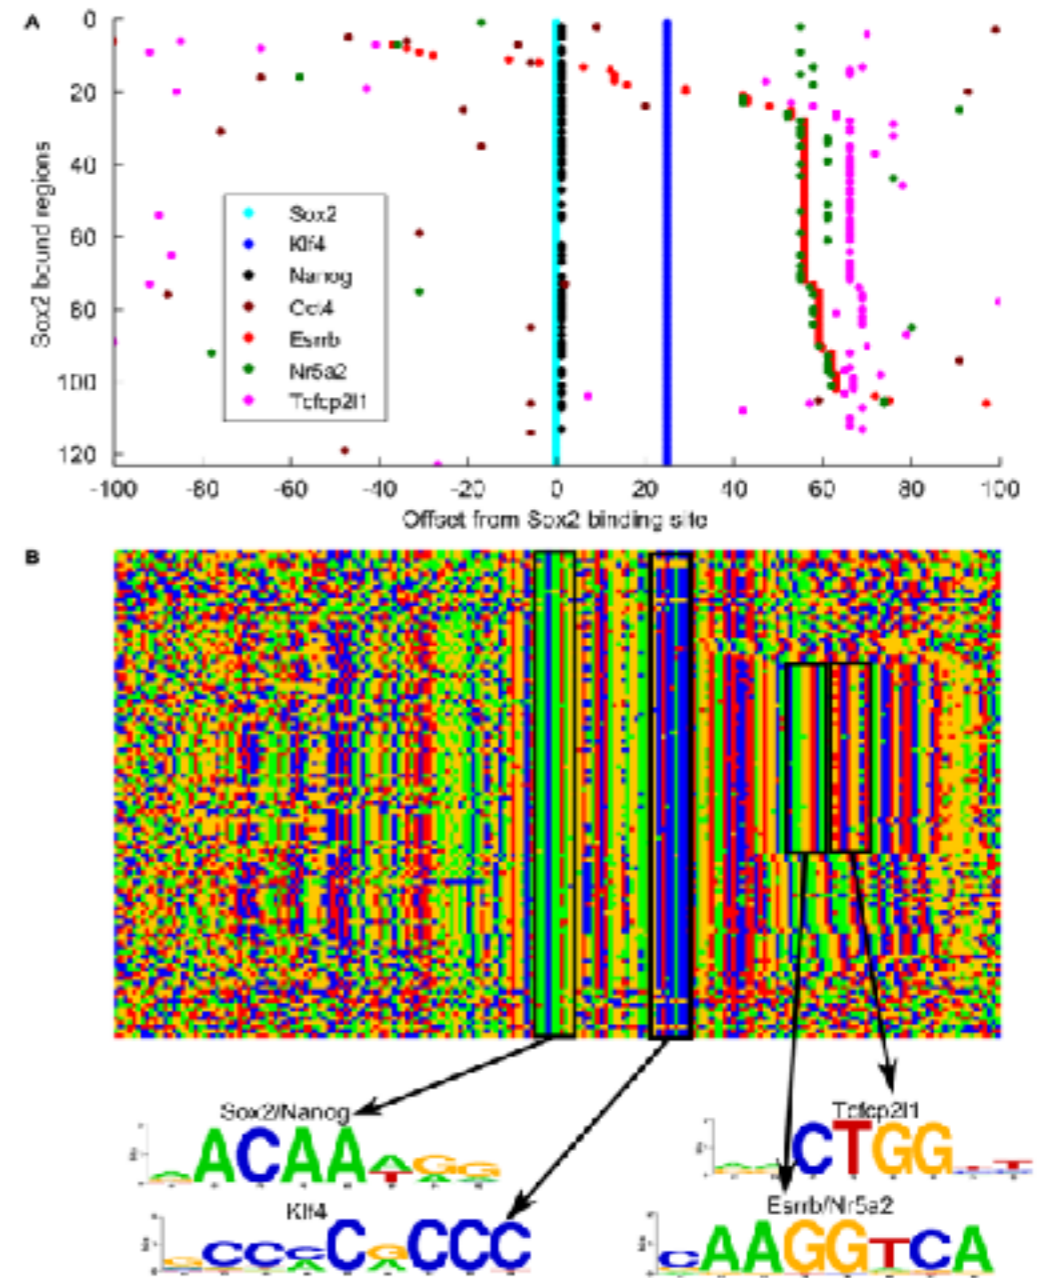 A
0
20
40
60
80
100
120
Sox2 bound regions
Sox2
Klf4
Nanog
Oct4
Esrrb
Nr5a2
Tcfcp2l1
-100 -80 -60 -40 -20 0 20 40 60 80 100
Offset from Sox2 binding site
B
Sox2/Nanog
ACAA
Tcfcp2l1
CTGG
Klf4
CCCCGCCC
Esrrb/Nr5a2
CAAGGTCA